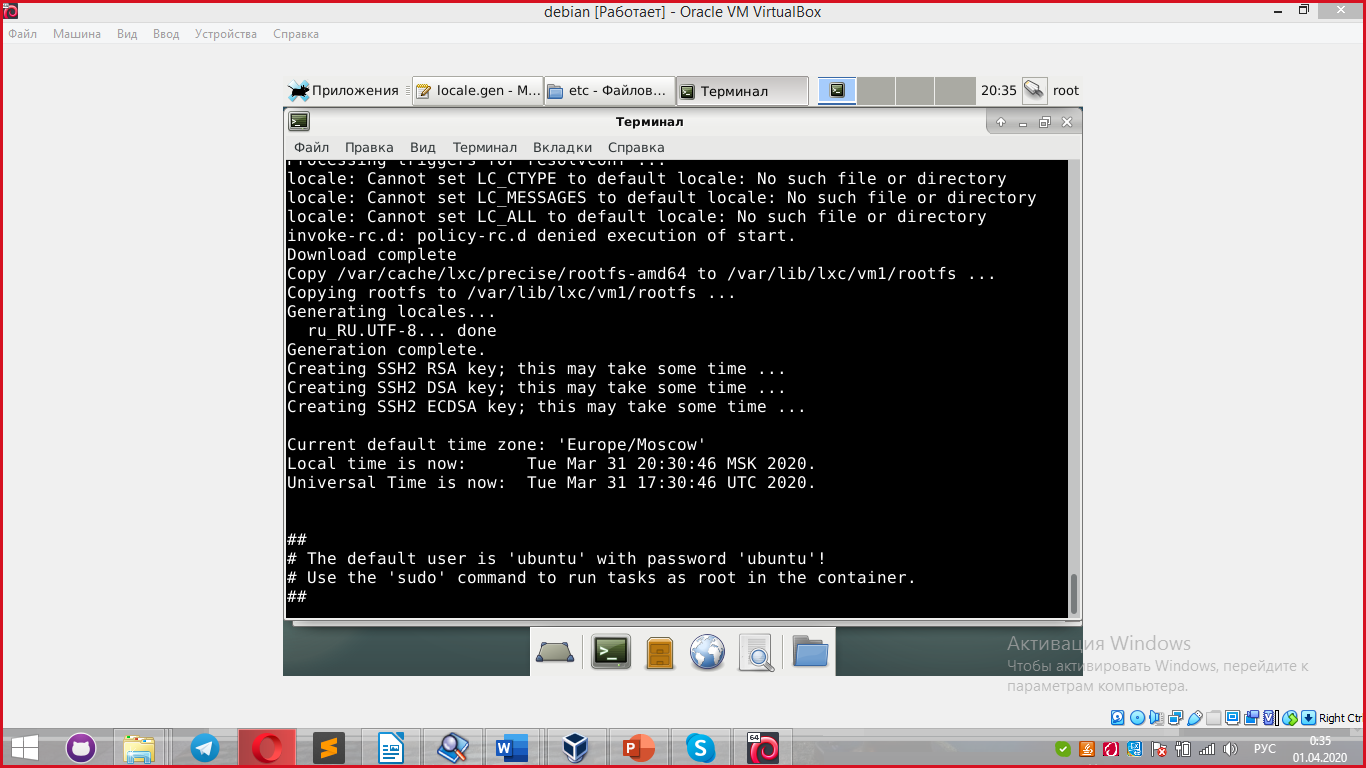 debian [Работает] - Oracle VM VirtualBox
Файл Машина Вид Ввод Устройства Справка
Приложения locale.gen - M... etc - Файлов... Терминал 20:35 root
Терминал
Файл Правка Вид Терминал Вкладки Справка
Processing triggers for resolvconf ...
locale: Cannot set LC_CTYPE to default locale: No such file or directory
locale: Cannot set LC_MESSAGES to default locale: No such file or directory
locale: Cannot set LC_ALL to default locale: No such file or directory
invoke-rc.d: policy-rc.d denied execution of start.
Download complete
Copy /var/cache/lxc/precise/rootfs-amd64 to /var/lib/lxc/vm1/rootfs ...
Copying rootfs to /var/lib/lxc/vm1/rootfs ...
Generating locales...
  ru_RU.UTF-8... done
Generation complete.
Creating SSH2 RSA key; this may take some time ...
Creating SSH2 DSA key; this may take some time ...
Creating SSH2 ECDSA key; this may take some time ...
Current default time zone: 'Europe/Moscow'
Local time is now:      Tue Mar 31 20:30:46 MSK 2020.
Universal Time is now:  Tue Mar 31 17:30:46 UTC 2020.
##
# The default user is 'ubuntu' with password 'ubuntu'!
# Use the 'sudo' command to run tasks as root in the container.
##
Активация Windows
Чтобы активировать Windows, перейдите к
параметрам компьютера.
Right Ctrl
64
РУС 0:35
01.04.2020